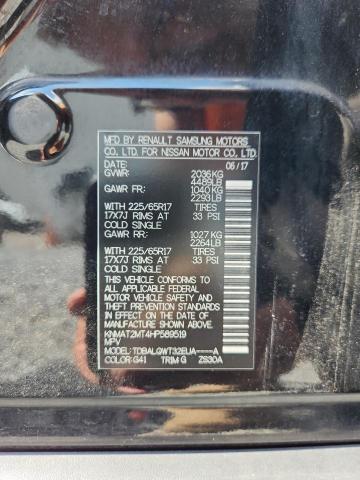 MFD BY RENAULT SAMSUNG MOTORS
CO., LTD. FOR NISSAN MOTOR CO., LTD.
DATE: 06/17
GVWR: 2036KG
4489LB
GAWR FR: 1040KG
2293LB
WITH 225/65R17 TIRES
17X7J RIMS AT 33 PSI
COLD SINGLE
GAWR RR: 1027KG
2264LB
WITH 225/65R17 TIRES
17X7J RIMS AT 33 PSI
COLD SINGLE
THIS VEHICLE CONFORMS TO
ALL APPLICABLE FEDERAL
MOTOR VEHICLE SAFETY AND
THEFT PREVENTION STANDARDS
IN EFFECT ON THE DATE OF
MANUFACTURE SHOWN ABOVE
KNMAT2MT4HP589519
MPV
MODEL: TDBALQWT32EUA----A
COLOR:G41 TRIM:G ZS30A